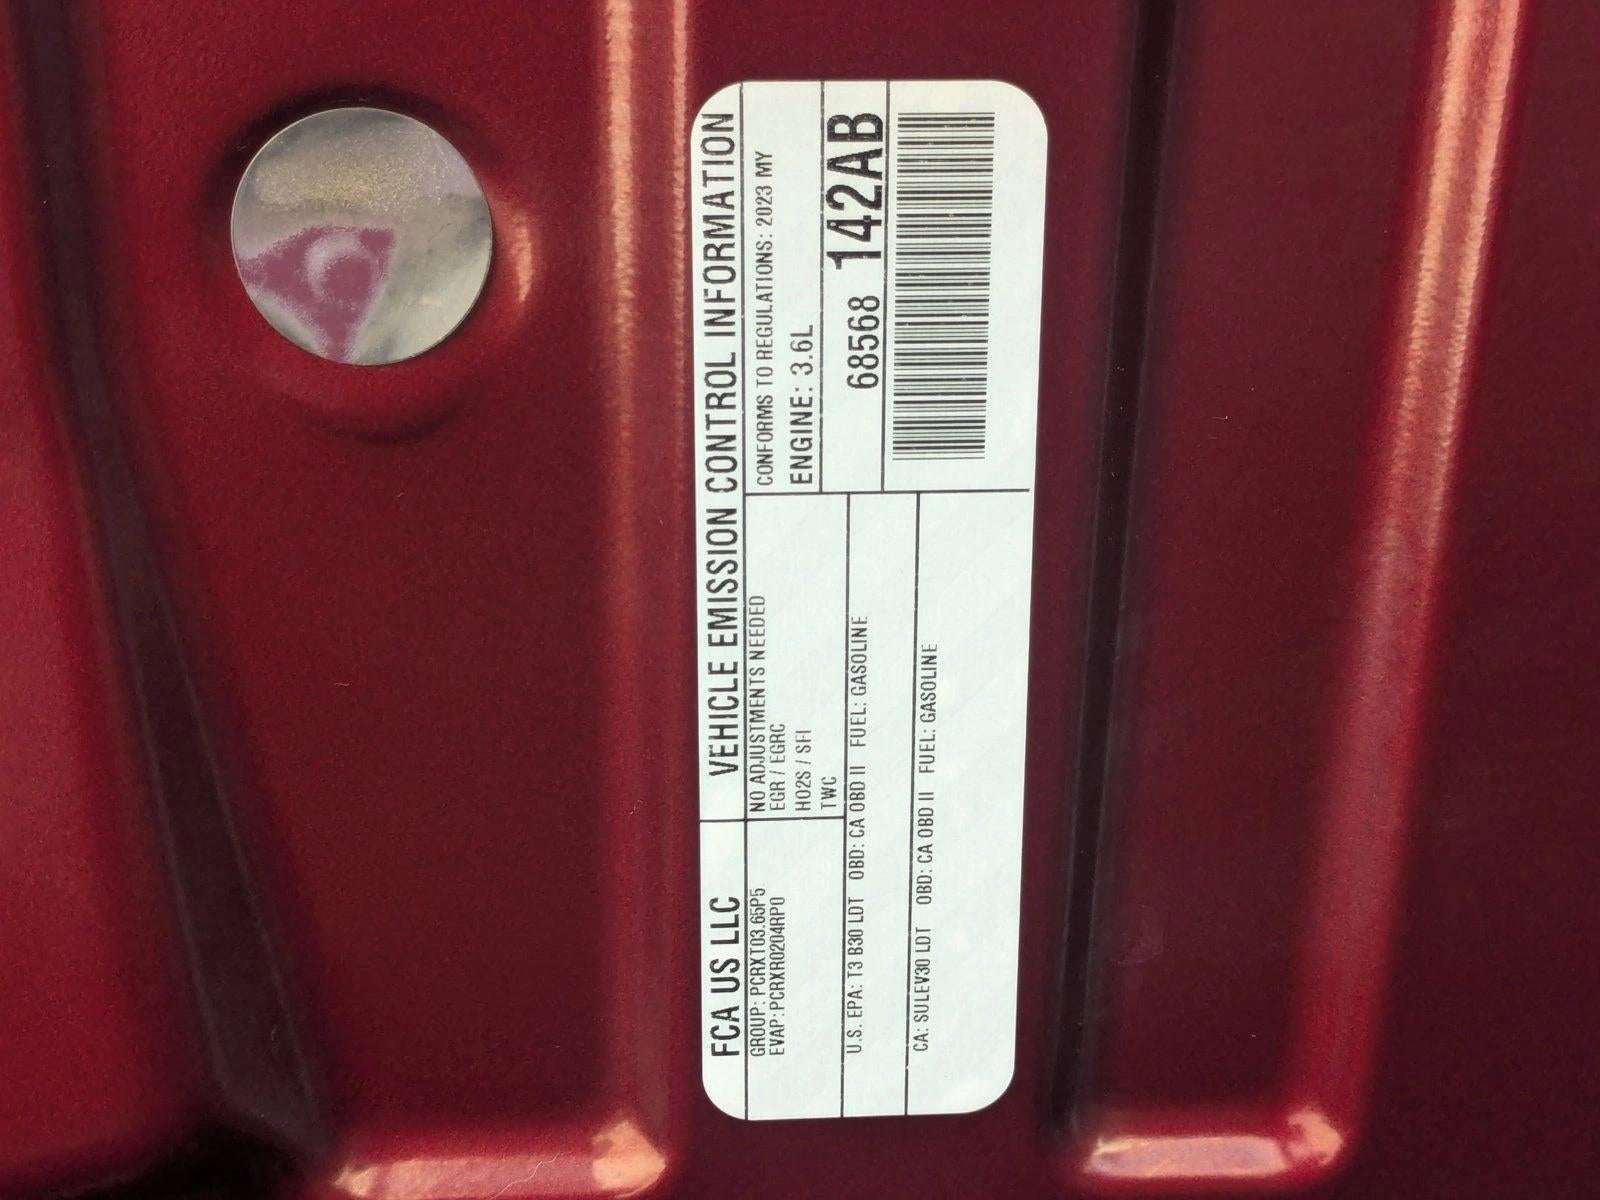 FCA US LLC VEHICLE EMISSION CONTROL INFORMATION
GROUP: PCRXT03.65P5
EVAP: PCRXR0204RP0
NO ADJUSTMENTS NEEDED
EGR / EGRC
HO2S / SFI
TWC
CONFORMS TO REGULATIONS: 2023 MY
ENGINE: 3.6L
68568 142AB
U.S. EPA: T3 B30 LDT OBD: CA OBD II FUEL: GASOLINE
CA: SULEV30 LDT OBD: CA OBD II FUEL: GASOLINE